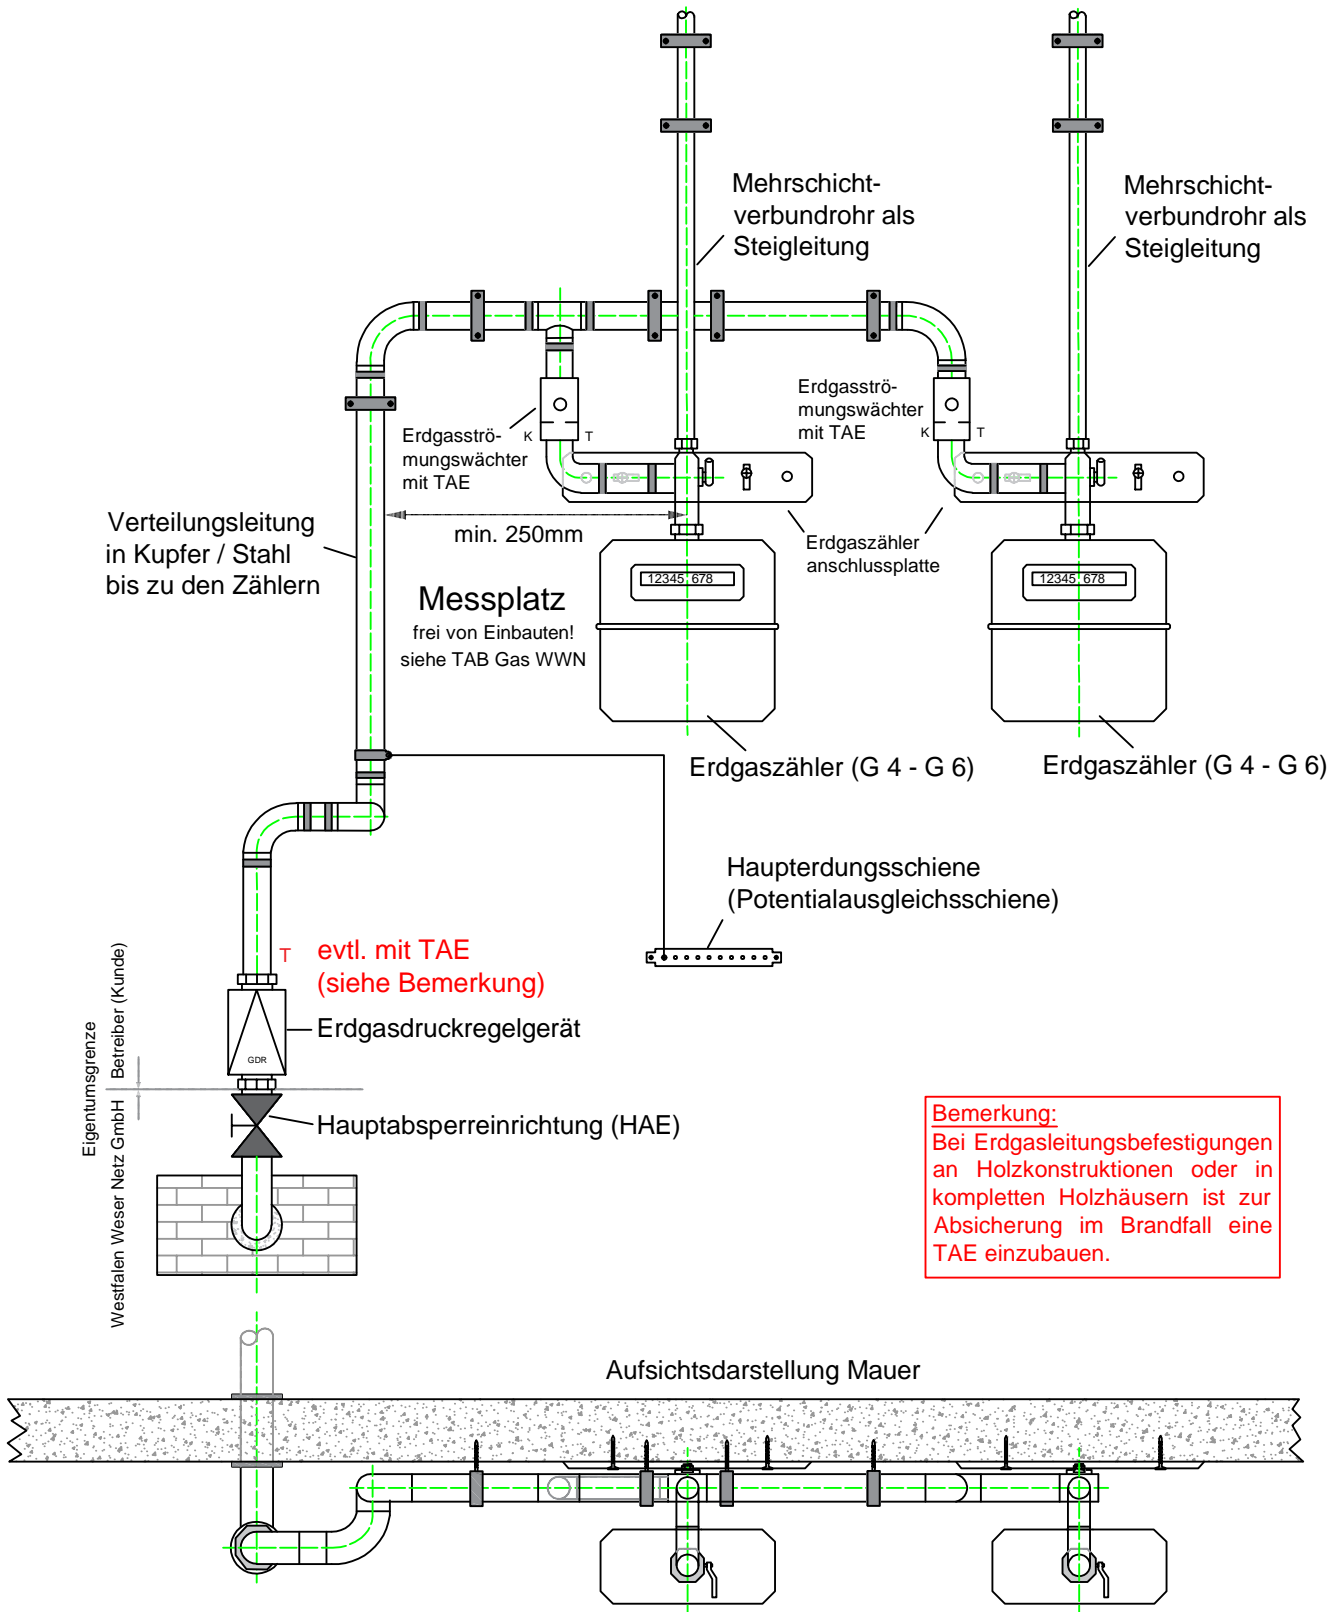 Mehrschicht-
verbundrohr als
Steigleitung
Mehrschicht-
verbundrohr als
Steigleitung
Erdgasströ-
mungswächter
mit TAE
K
T
Erdgasströ-
mungswächter
mit TAE
K
T
Verteilungsleitung
in Kupfer / Stahl
bis zu den Zählern
min. 250mm
Erdgaszähler
anschlussplatte
12345 678
12345 678
Messplatz
frei von Einbauten!
siehe TAB Gas WWN
Erdgaszähler (G 4 - G 6)
Erdgaszähler (G 4 - G 6)
Haupterdungsschiene
(Potentialausgleichsschiene)
T
evtl. mit TAE
(siehe Bemerkung)
Erdgasdruckregelgerät
GDR
Eigentumsgrenze
Betreiber (Kunde)
Westfalen Weser Netz GmbH
Hauptabsperreinrichtung (HAE)
Bemerkung:
Bei Erdgasleitungsbefestigungen
an Holzkonstruktionen oder in
kompletten Holzhäusern ist zur
Absicherung im Brandfall eine
TAE einzubauen.
Aufsichtsdarstellung Mauer